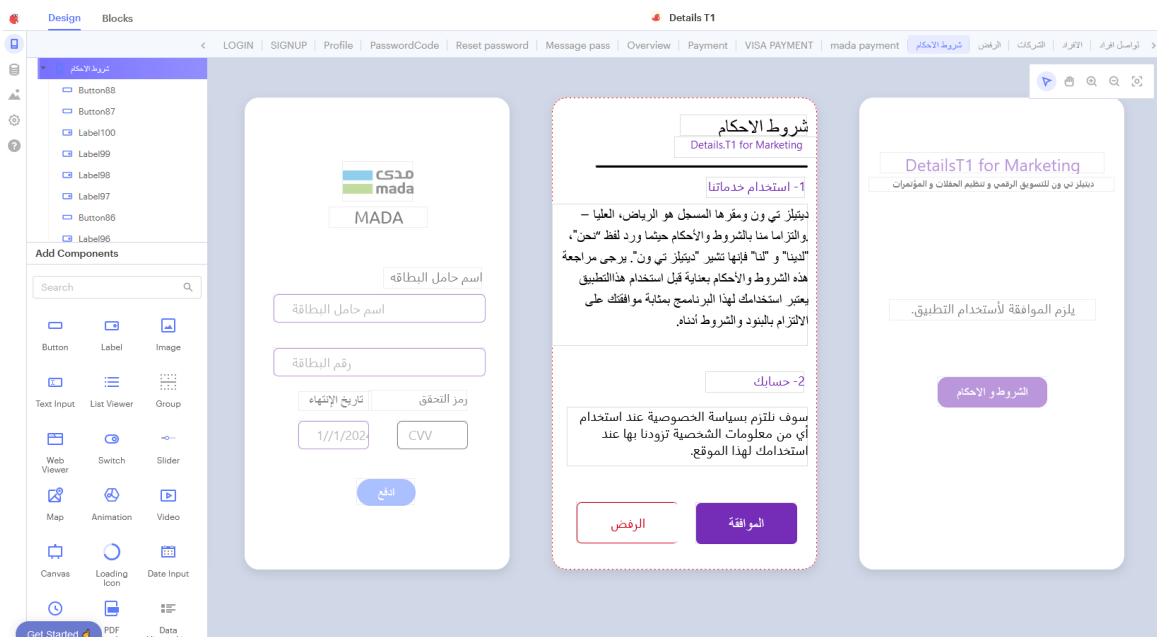 Design
Blocks
Details T1
LOGIN
SIGNUP
Profile
PasswordCode
Reset password
Message pass
Overview
Payment
VISA PAYMENT
mada payment
شروط الاحكام
الرفض
الشركات
الافراد
تواصل افراد
شروط الاحكام
Button88
Button87
Label100
Label99
Label98
Label97
Button86
Label96
Add Components
Search
Button
Label
Image
Text Input
List Viewer
Group
Web Viewer
Switch
Slider
Map
Animation
Video
Canvas
Loading Icon
Date Input
Get Started
PDF
Data
مدى
mada
MADA
اسم حامل البطاقه
اسم حامل البطاقة
رقم البطاقة
رمز التحقق
تاريخ الإنتهاء
CVV
1//1/2024
ادفع
شروط الاحكام
Details.T1 for Marketing
1- استخدام خدماتنا
ديتيلز تي ون ومقرها المسجل هو الرياض، العليا –
.والتزاما منا بالشروط والأحكام حيثما ورد لفظ "نحن"،
"لدينا" و "لنا" فإنها تشير "ديتيلز تي ون". يرجى مراجعة
هذه الشروط والأحكام بعناية قبل استخدام هذاالتطبيق
يعتبر استخدامك لهذا البرنامج بمثابة موافقتك على
الالتزام بالبنود والشروط أدناه.
2- حسابك
سوف نلتزم بسياسة الخصوصية عند استخدام
أي من معلومات الشخصية تزودنا بها عند
استخدامك لهذا الموقع.
الموافقة
الرفض
DetailsT1 for Marketing
ديتيلز تي ون للتسويق الرقمي و تنظيم الحفلات و المؤتمرات
يلزم الموافقة لأستخدام التطبيق.
الشروط و الاحكام